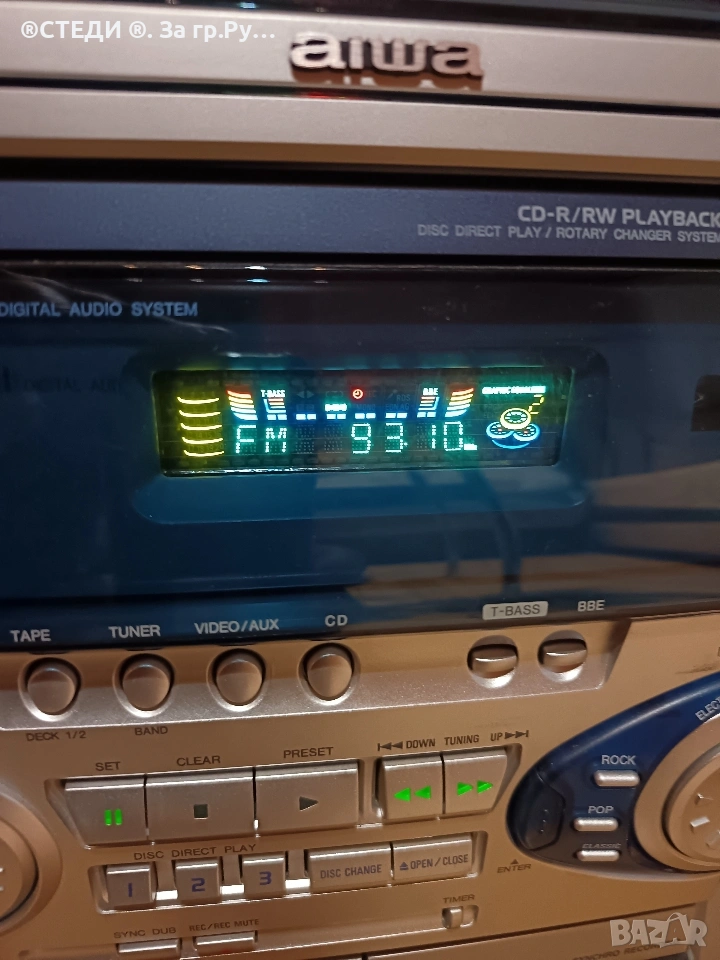 ®СТЕДИ ®. За гр.Ру...
aiwa
CD-R/RW PLAYBACK
DISC DIRECT PLAY / ROTARY CHANGER SYSTEM
DIGITAL AUDIO SYSTEM
T-BASS BBE GRAPHIC EQUALIZER
FM 93 10
T-BASS BBE
TAPE TUNER VIDEO/AUX CD
DECK 1/2 BAND
DOWN TUNING UP
SET CLEAR PRESET
ROCK
POP
CLASSIC
DISC DIRECT PLAY
1 2 3 DISC CHANGE OPEN/CLOSE
ENTER
TIMER
SYNC DUB REC/REC MUTE
BAZAR